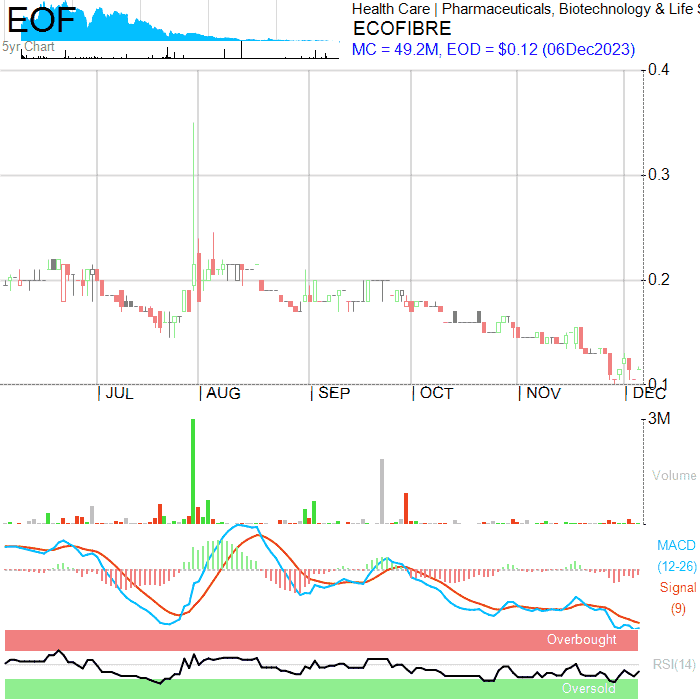 EOF
5yr Chart
Health Care | Pharmaceuticals, Biotechnology & Life S
ECOFIBRE
MC = 49.2M, EOD = $0.12 (06Dec2023)
0.4
0.3
0.2
0.1
JUL
AUG
SEP
OCT
NOV
DEC
3M
Volume
MACD
(12-26)
Signal
(9)
Overbought
RSI(14)
Oversold